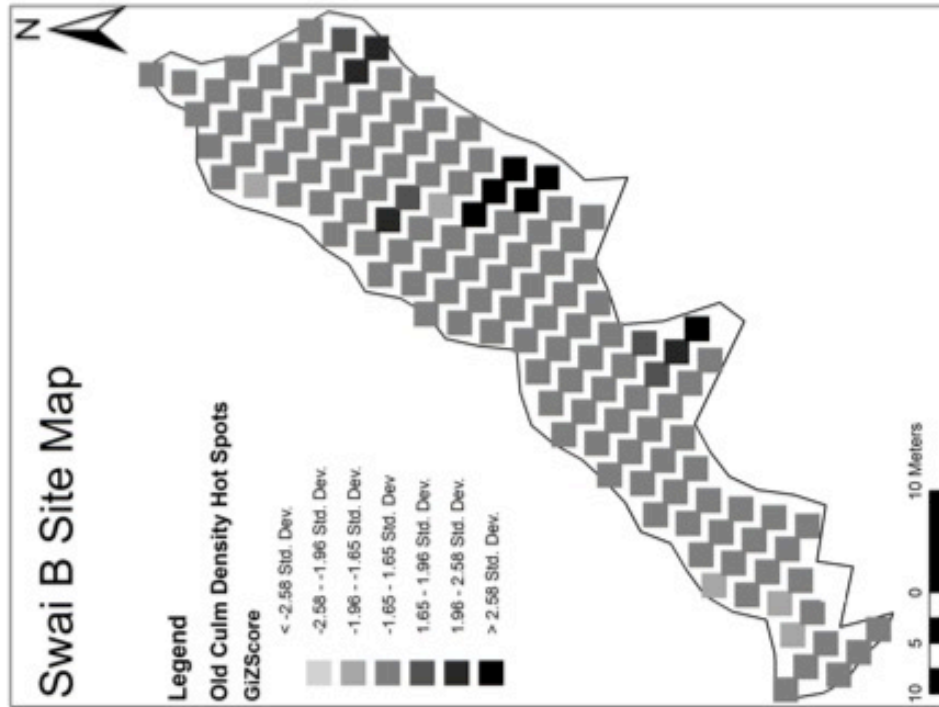 Swai B Site Map
N
Legend
Old Culm Density Hot Spots
GiZScore
< -2.58 Std. Dev.
-2.58 - -1.96 Std. Dev.
-1.96 - -1.65 Std. Dev.
-1.65 - 1.65 Std. Dev
1.65 - 1.96 Std. Dev.
1.96 - 2.58 Std. Dev.
> 2.58 Std. Dev.
10 5 0 10 Meters